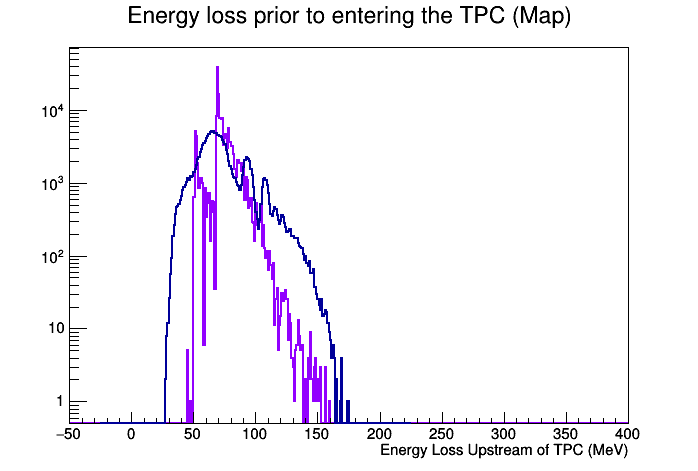 Energy loss prior to entering the TPC (Map)
10⁴
10³
10²
10
1
−50 0 50 100 150 200 250 300 350 400
Energy Loss Upstream of TPC (MeV)